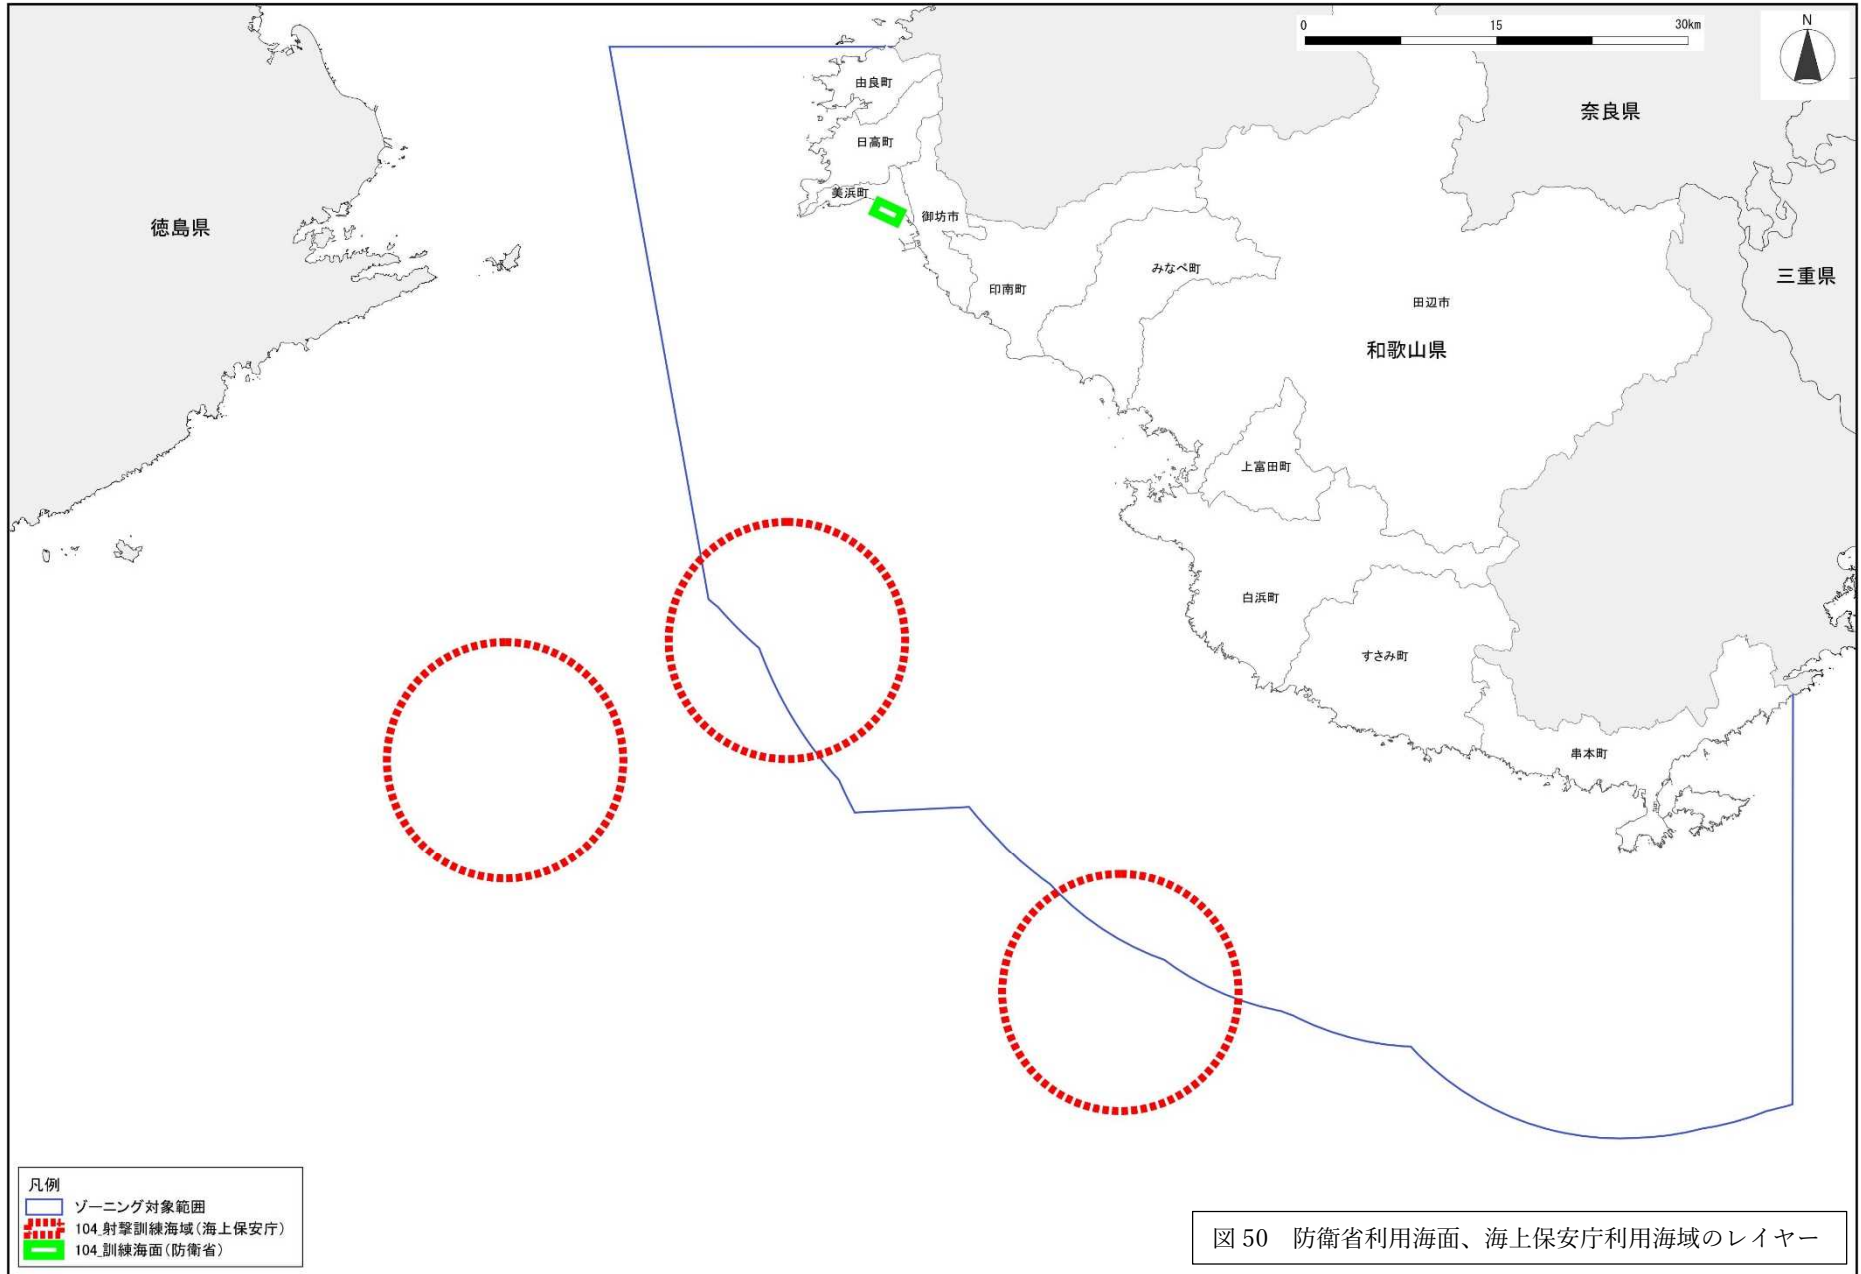 0 15 30km
N
由良町
奈良県
日高町
美浜町
御坊市
徳島県
みなべ町
三重県
印南町
田辺市
和歌山県
上富田町
白浜町
すさみ町
串本町
凡例
ゾーニング対象範囲
104_射撃訓練海域(海上保安庁)
104_訓練海面(防衛省)
図 50 防衛省利用海面、海上保安庁利用海域のレイヤー